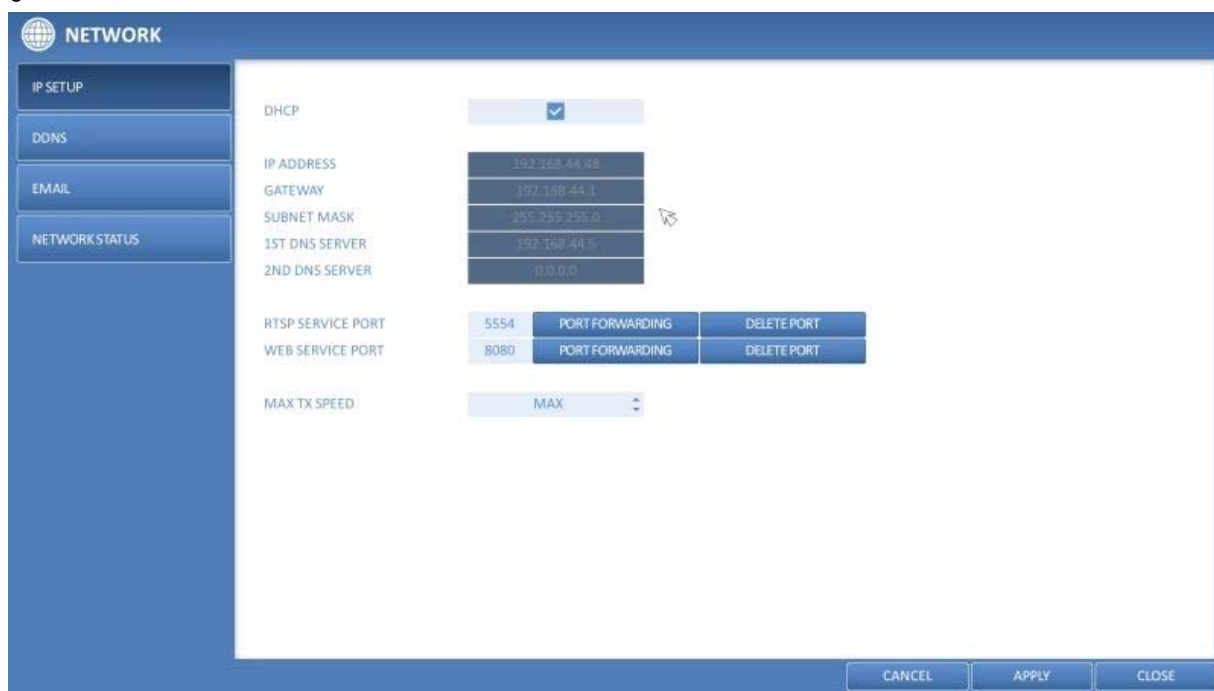 NETWORK
IP SETUP
DDNS
EMAIL
NETWORK STATUS
DHCP
IP ADDRESS 192.168.44.48
GATEWAY 192.168.44.1
SUBNET MASK 255.255.255.0
1ST DNS SERVER 192.168.44.5
2ND DNS SERVER 0.0.0.0
RTSP SERVICE PORT 5554 PORT FORWARDING DELETE PORT
WEB SERVICE PORT 8080 PORT FORWARDING DELETE PORT
MAX TX SPEED MAX
CANCEL APPLY CLOSE